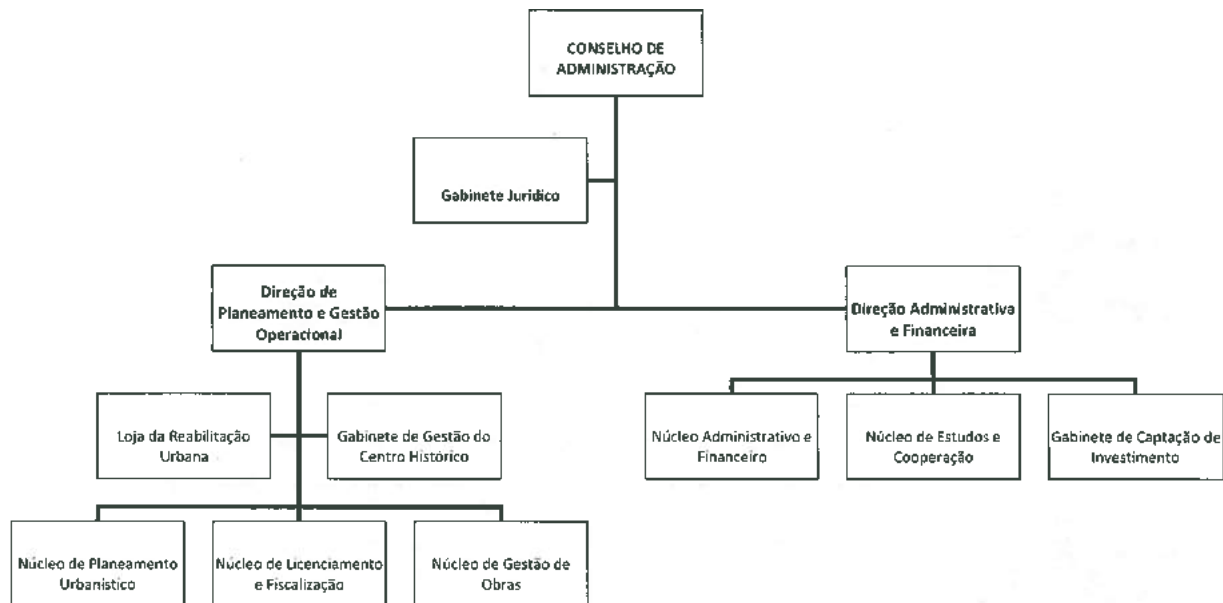 CONSELHO DE
ADMINISTRAÇÃO
Gabinete Jurídico
Direção de
Planeamento e Gestão
Operacional
Direção Administrativa
e Financeira
Loja da Reabilitação
Urbana
Gabinete de Gestão do
Centro Histórico
Núcleo Administrativo e
Financeiro
Núcleo de Estudos e
Cooperação
Gabinete de Captação de
Investimento
Núcleo de Planeamento
Urbanístico
Núcleo de Licenciamento
e Fiscalização
Núcleo de Gestão de
Obras